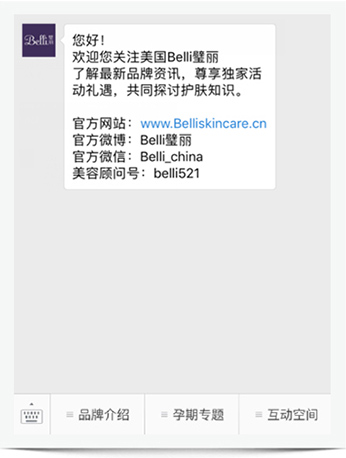 Belli 璧丽
您好！
欢迎您关注美国Belli璧丽
了解最新品牌资讯，尊享独家活
动礼遇，共同探讨护肤知识。
官方网站：www.Belliskincare.cn
官方微博：Belli璧丽
官方微信：Belli_china
美容顾问号：belli521
品牌介绍
孕期专题
互动空间